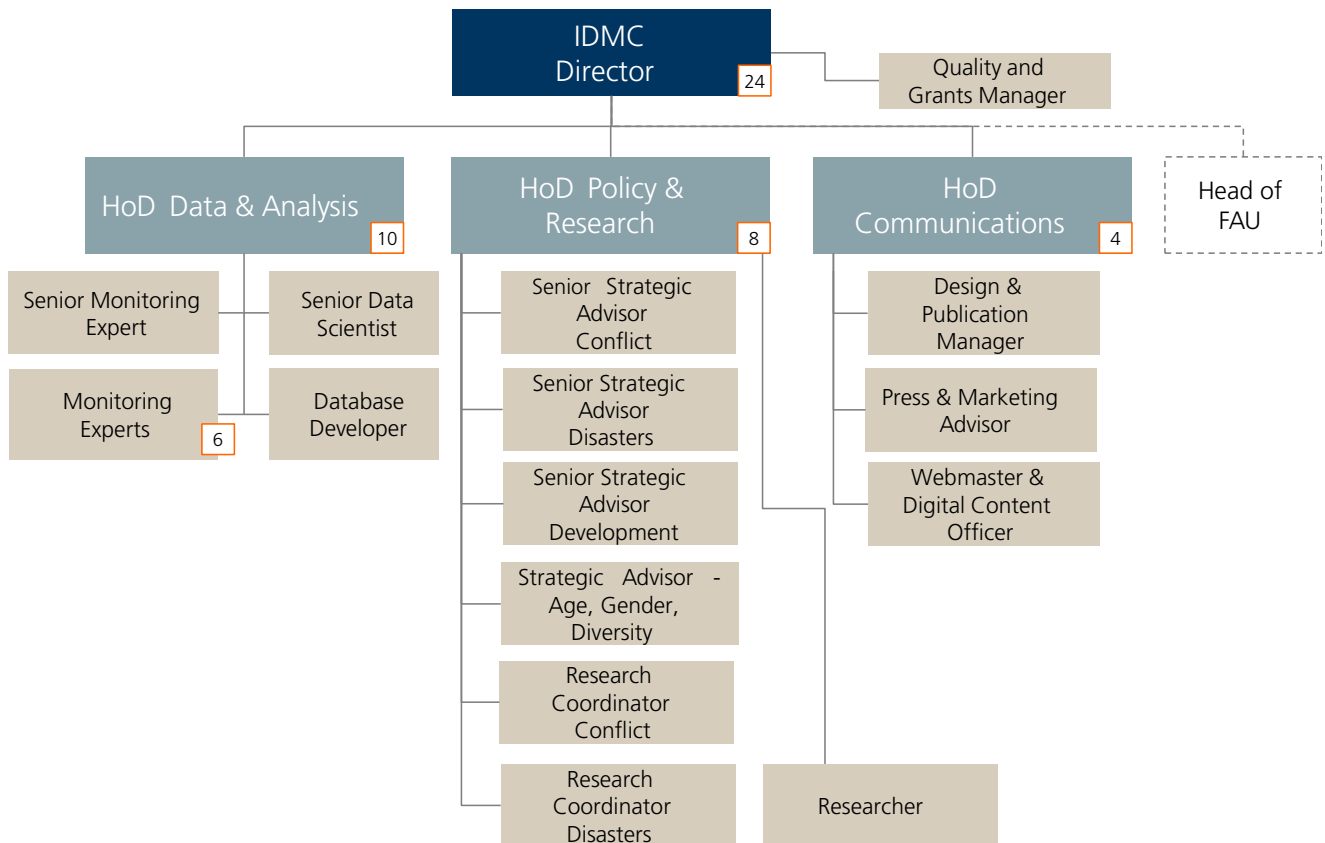 IDMC
Director
24
Quality and
Grants Manager
HoD Data & Analysis
10
HoD Policy &
Research
8
HoD
Communications
4
Head of
FAU
Senior Monitoring
Expert
Senior Data
Scientist
Monitoring
Experts
6
Database
Developer
Senior Strategic
Advisor
Conflict
Senior Strategic
Advisor
Disasters
Senior Strategic
Advisor
Development
Strategic Advisor -
Age, Gender,
Diversity
Research
Coordinator
Conflict
Research
Coordinator
Disasters
Researcher
Design &
Publication
Manager
Press & Marketing
Advisor
Webmaster &
Digital Content
Officer